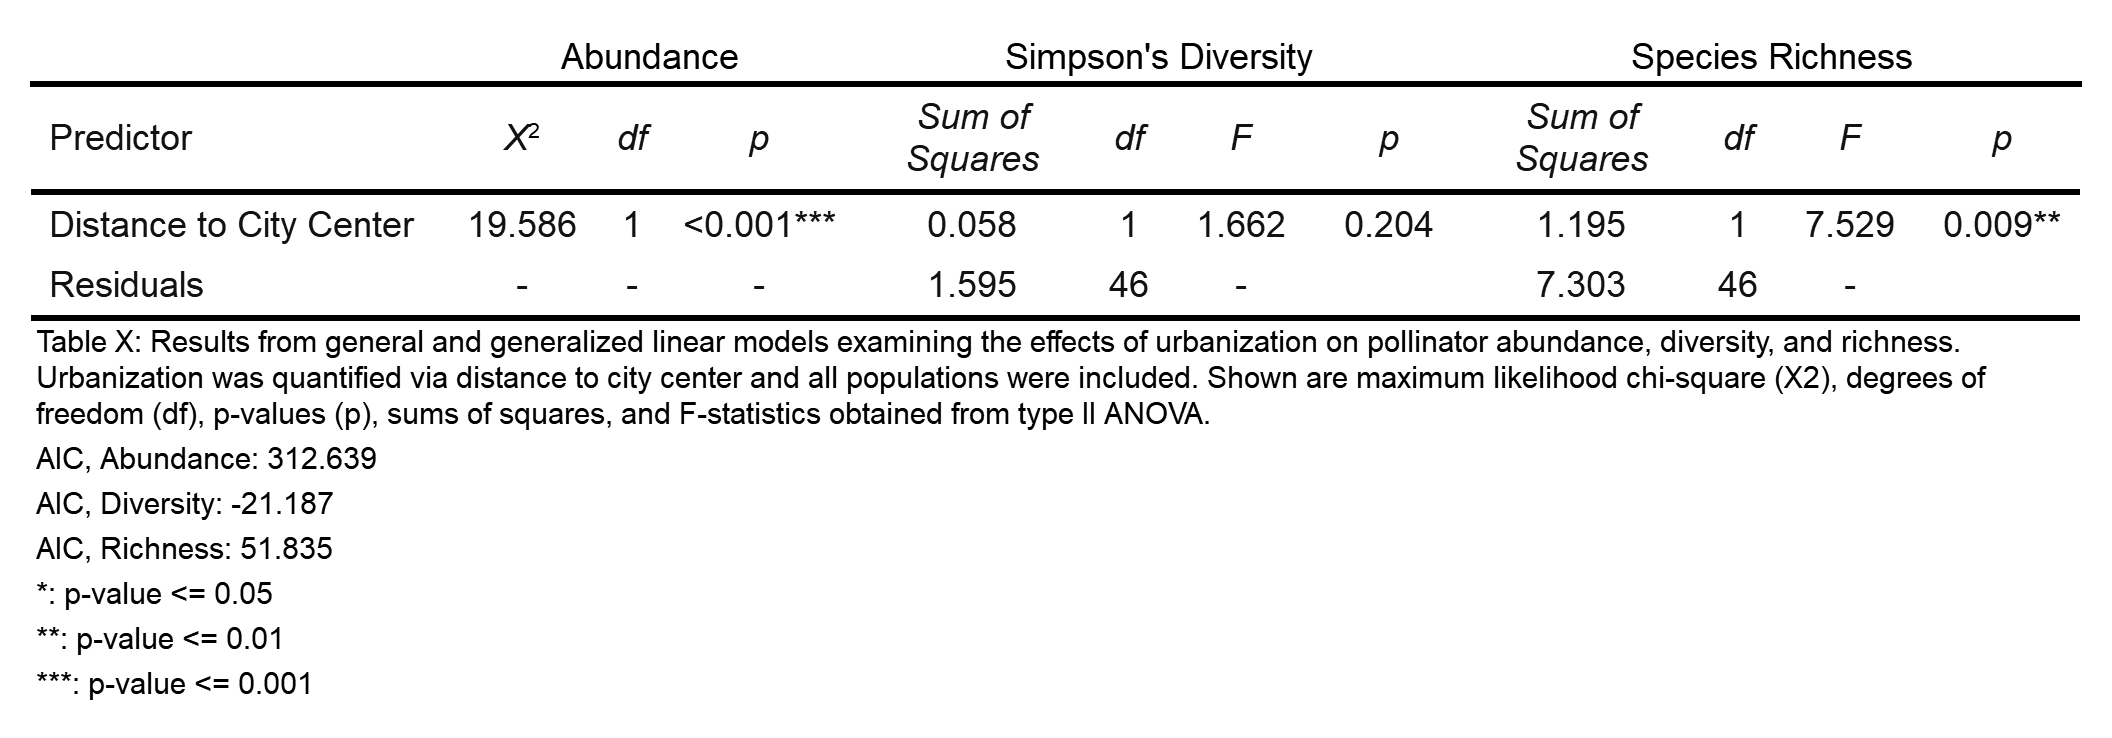 Abundance Simpson's Diversity Species Richness
Predictor X² df p Sum of Squares df F p Sum of Squares df F p
Distance to City Center 19.586 1 <0.001*** 0.058 1 1.662 0.204 1.195 1 7.529 0.009**
Residuals - - - 1.595 46 - 7.303 46 -
Table X: Results from general and generalized linear models examining the effects of urbanization on pollinator abundance, diversity, and richness.
Urbanization was quantified via distance to city center and all populations were included. Shown are maximum likelihood chi-square (X2), degrees of
freedom (df), p-values (p), sums of squares, and F-statistics obtained from type II ANOVA.
AIC, Abundance: 312.639
AIC, Diversity: -21.187
AIC, Richness: 51.835
*: p-value <= 0.05
**: p-value <= 0.01
***: p-value <= 0.001